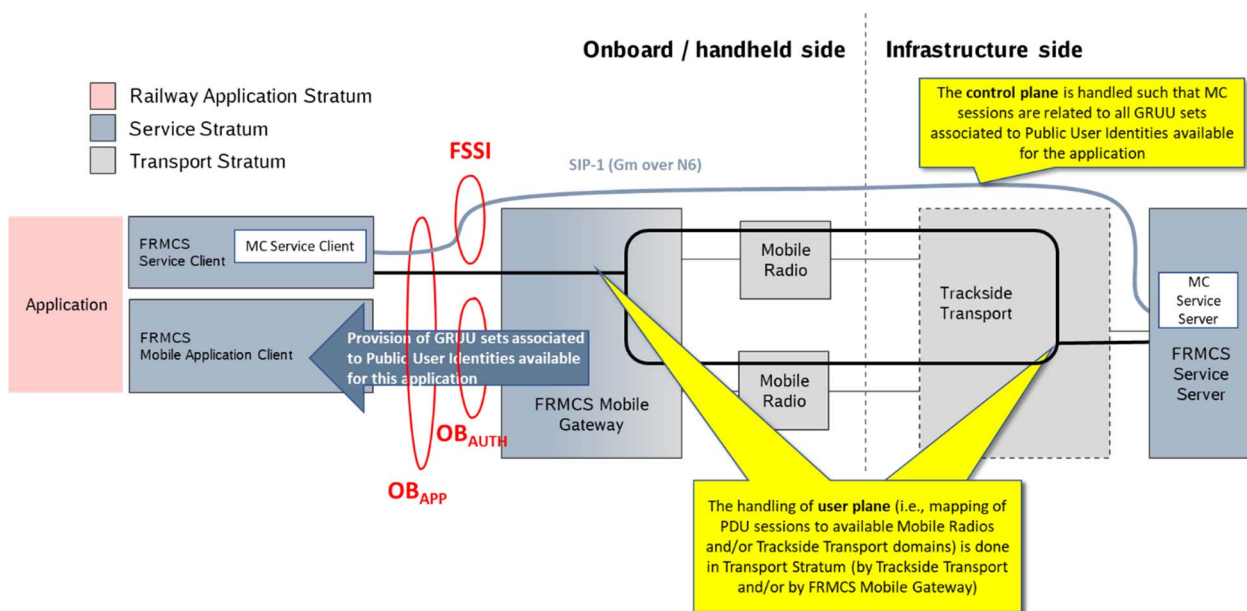 Onboard / handheld side
Infrastructure side
Railway Application Stratum
Service Stratum
Transport Stratum
The control plane is handled such that MC
sessions are related to all GRUU sets
associated to Public User Identities available
for the application
FSSI
SIP-1 (Gm over N6)
Application
FRMCS
Service Client
MC Service Client
FRMCS
Mobile Application Client
Provision of GRUU sets associated
to Public User Identities available
for this application
OBAUTH
OBAPP
FRMCS Mobile
Gateway
Mobile
Radio
Mobile
Radio
Trackside
Transport
MC
Service
Server
FRMCS
Service
Server
The handling of user plane (i.e., mapping of
PDU sessions to available Mobile Radios
and/or Trackside Transport domains) is done
in Transport Stratum (by Trackside Transport
and/or by FRMCS Mobile Gateway)